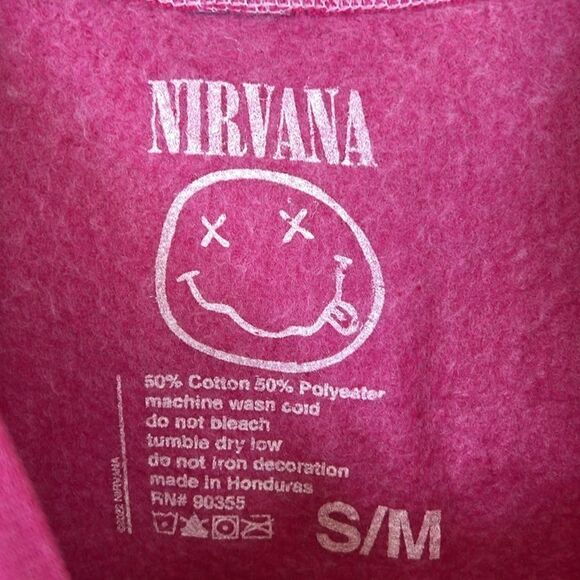 NIRVANA
50% Cotton 50% Polyester
machine wash cold
do not bleach
tumble dry low
do not iron decoration
made in Honduras
RN# 90355
S/M
NIRVANA